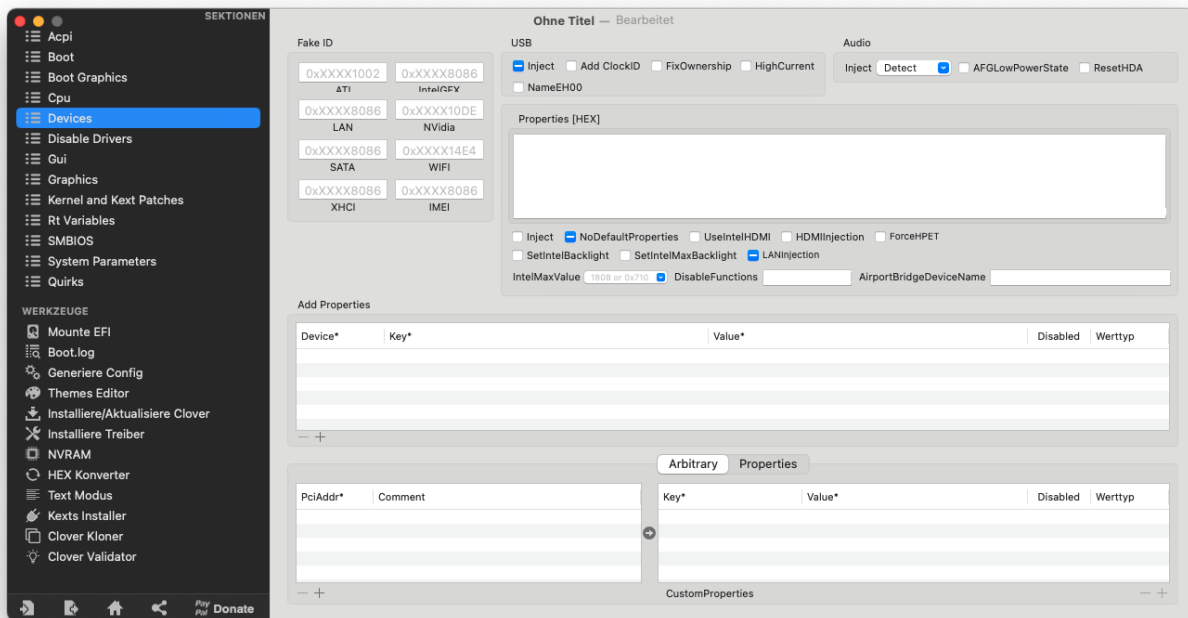 SEKTIONEN
Acpi
Boot
Boot Graphics
Cpu
Devices
Disable Drivers
Gui
Graphics
Kernel and Kext Patches
Rt Variables
SMBIOS
System Parameters
Quirks
WERKZEUGE
Mounte EFI
Boot.log
Generiere Config
Themes Editor
Installiere/Aktualisiere Clover
Installiere Treiber
NVRAM
HEX Konverter
Text Modus
Kexts Installer
Clover Kloner
Clover Validator
PayPal Donate
Ohne Titel — Bearbeitet
Fake ID
0xXXXX1002 0xXXXX8086
ATI IntelGFX
0xXXXX8086 0xXXXX10DE
LAN NVidia
0xXXXX8086 0xXXXX14E4
SATA WIFI
0xXXXX8086 0xXXXX8086
XHCI IMEI
USB
Inject Add ClockID FixOwnership HighCurrent
NameEH00
Audio
Inject Detect AFGLowPowerState ResetHDA
Properties [HEX]
Inject NoDefaultProperties UseIntelHDMI HDMIInjection ForceHPET
SetIntelBacklight SetIntelMaxBacklight LANInjection
IntelMaxValue 1808 or 0x710 DisableFunctions AirportBridgeDeviceName
Add Properties
Device* Key* Value* Disabled Werttyp
Arbitrary Properties
PciAddr* Comment
Key* Value* Disabled Werttyp
CustomProperties